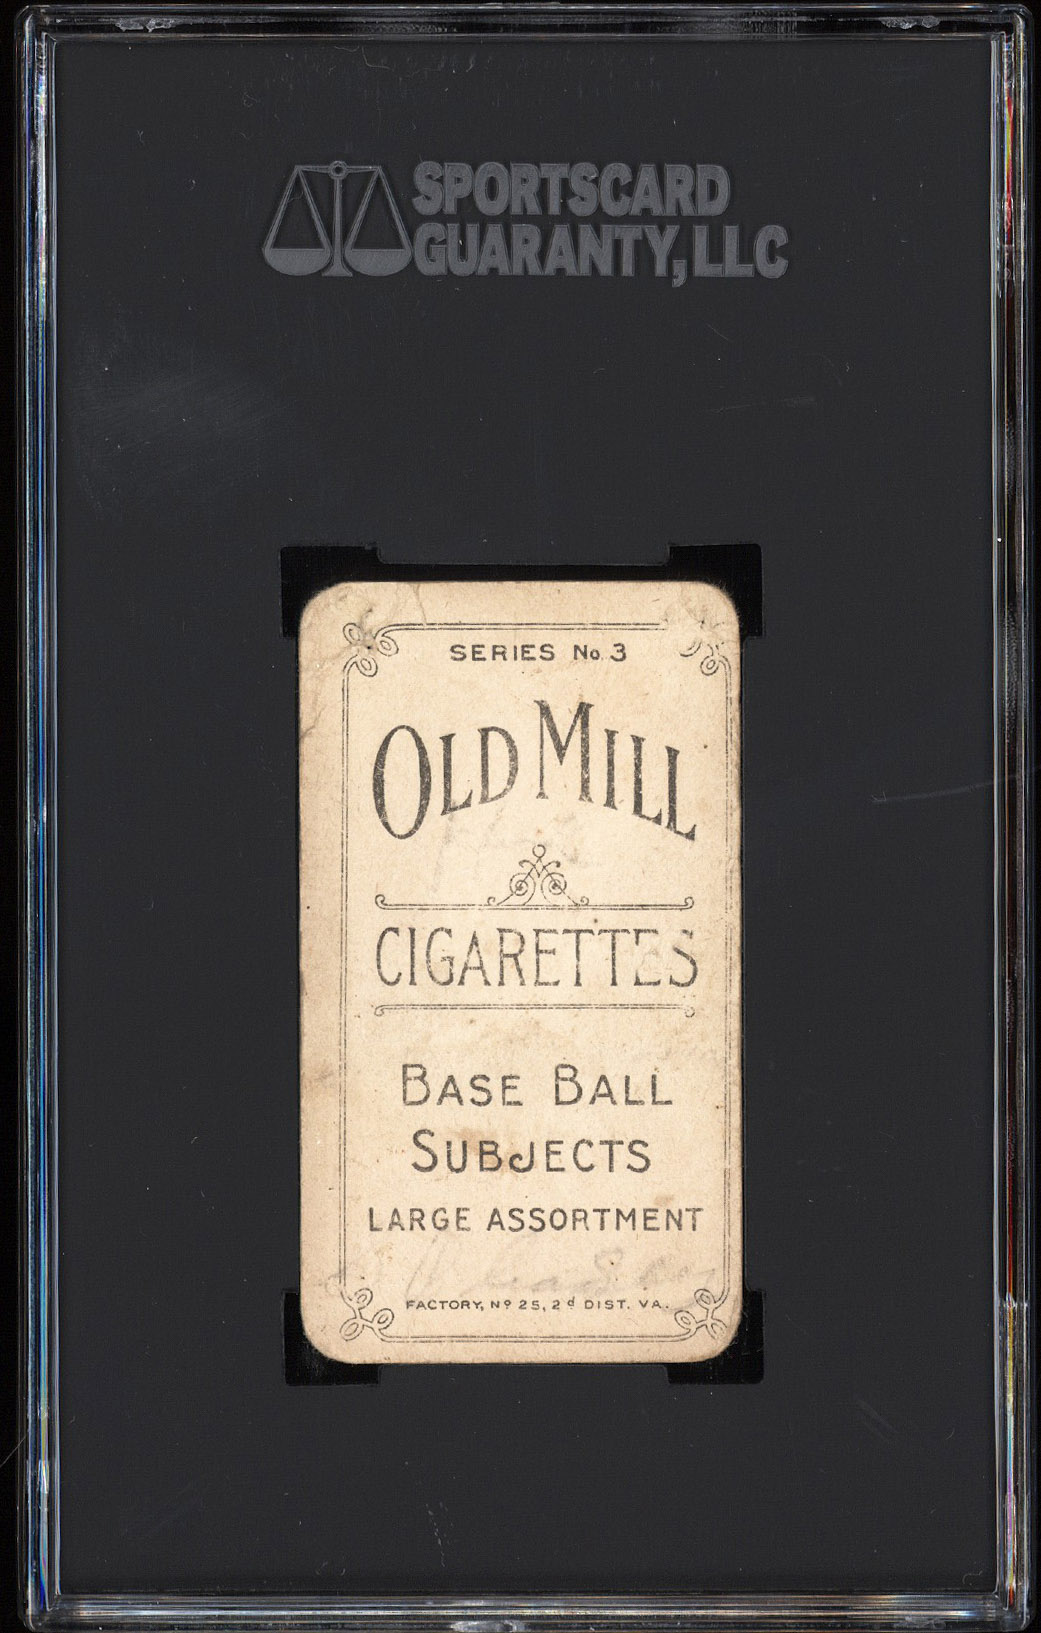 SPORTSCARD
GUARANTY, LLC
SERIES No. 3
OLD MILL
CIGARETTES
BASE BALL
SUBJECTS
LARGE ASSORTMENT
FACTORY, Nº 25, 2d DIST. VA.